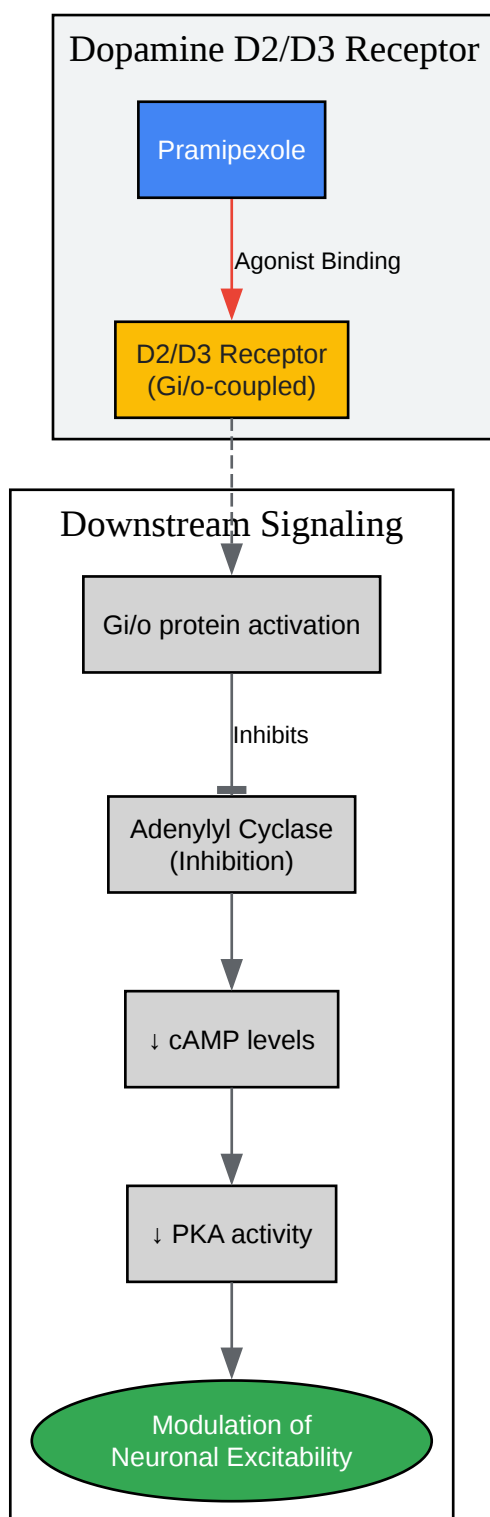 Dopamine D2/D3 Receptor
Pramipexole
Agonist Binding
D2/D3 Receptor
(Gi/o-coupled)
Downstream Signaling
Gi/o protein activation
Inhibits
Adenylyl Cyclase
(Inhibition)
↓ cAMP levels
↓ PKA activity
Modulation of
Neuronal Excitability